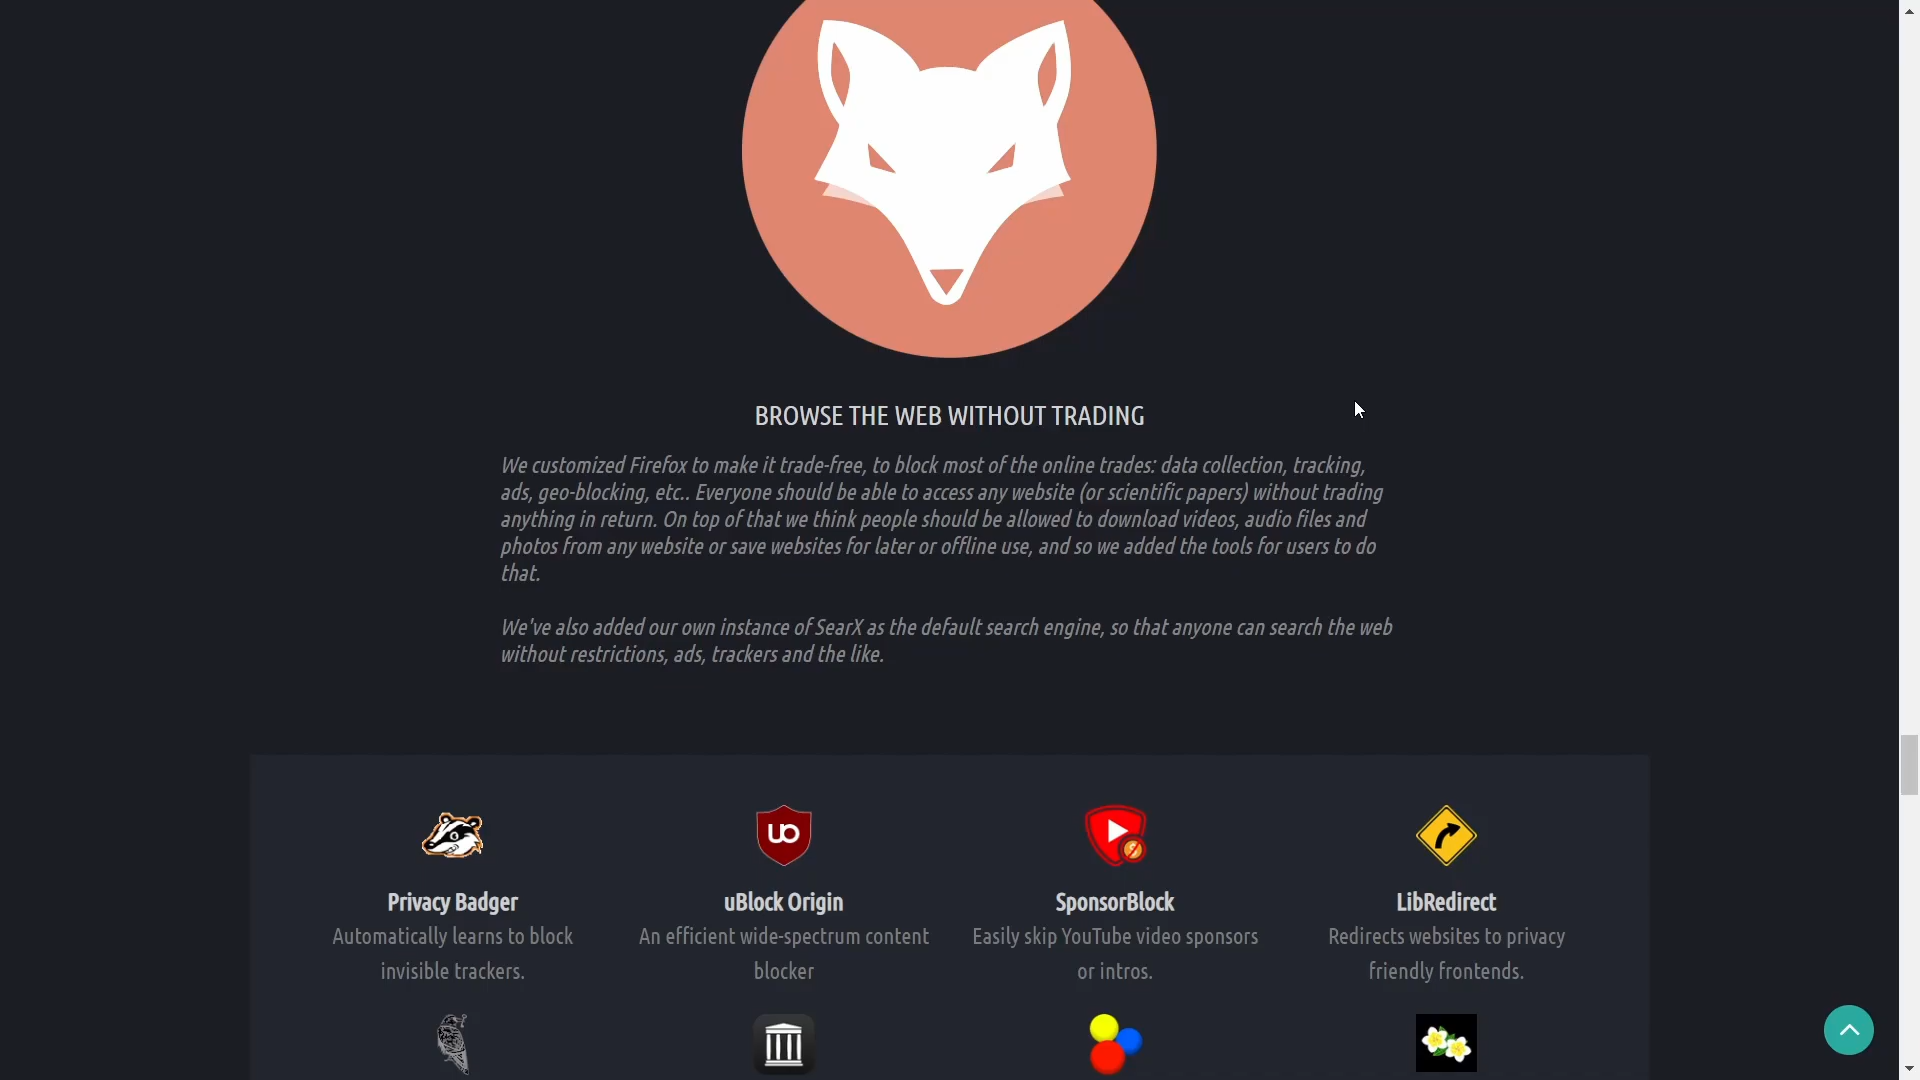 BROWSE THE WEB WITHOUT TRADING
We customized Firefox to make it trade-free, to block most of the online trades: data collection, tracking,
ads, geo-blocking, etc.. Everyone should be able to access any website (or scientific papers) without trading
anything in return. On top of that we think people should be allowed to download videos, audio files and
photos from any website or save websites for later or offline use, and so we added the tools for users to do
that.
We've also added our own instance of SearX as the default search engine, so that anyone can search the web
without restrictions, ads, trackers and the like.
uo
Privacy Badger
Automatically learns to block
invisible trackers.
uBlock Origin
An efficient wide-spectrum content
blocker
SponsorBlock
Easily skip YouTube video sponsors
or intros.
LibRedirect
Redirects websites to privacy
friendly frontends.